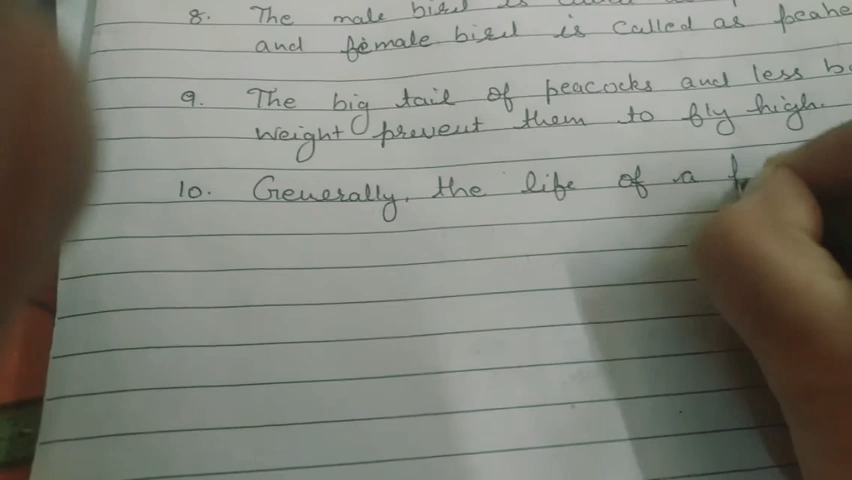 8. The male bird is
and female bird is called as peahe
9. The big tail of peacocks and less b
weight prevent them to fly high.
10. Generally, the life of a